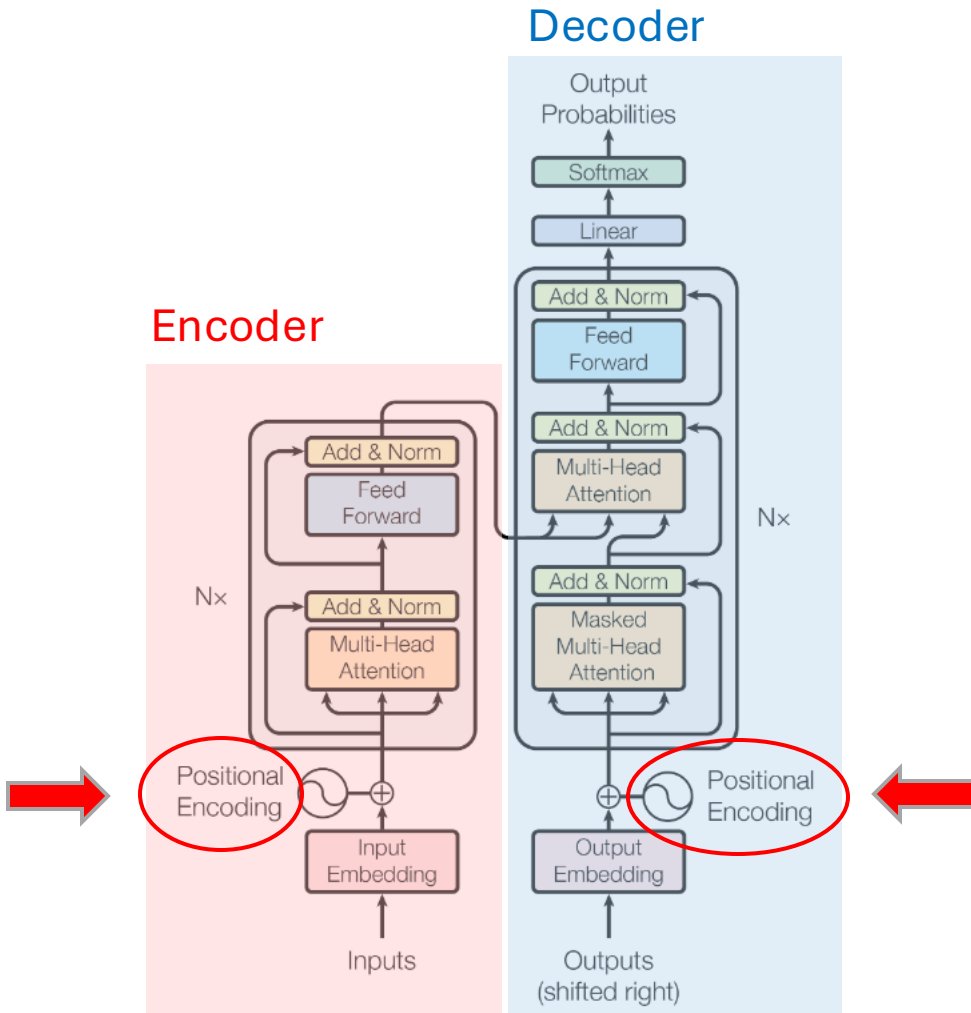 Decoder
Output
Probabilities
Softmax
Linear
Add & Norm
Feed
Forward
Add & Norm
Multi-Head
Attention
Nx
Add & Norm
Masked
Multi-Head
Attention
Positional
Encoding
Output
Embedding
Outputs
(shifted right)
Encoder
Add & Norm
Feed
Forward
Nx
Add & Norm
Multi-Head
Attention
Positional
Encoding
Input
Embedding
Inputs